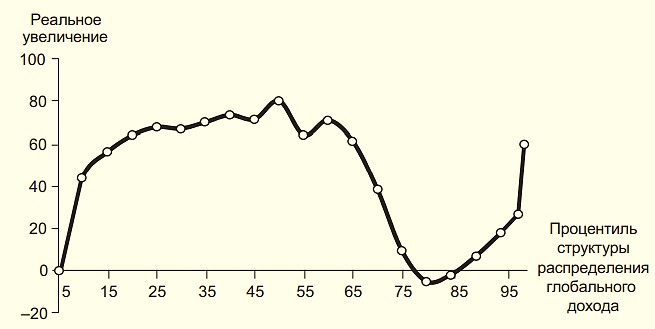 Реальное
увеличение
100
80
60
40
20
0
–20
5 15 25 35 45 55 65 75 85 95
Процентиль
структуры
распределения
глобального
дохода